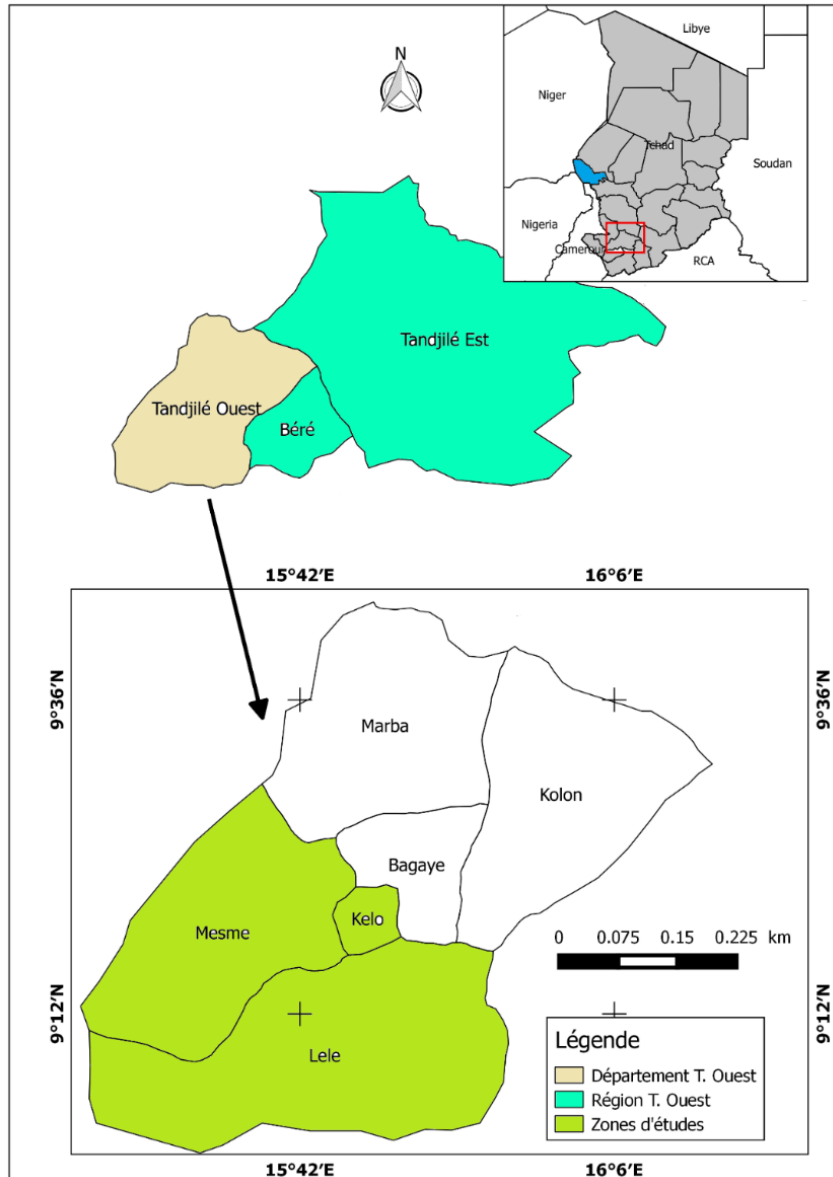 N
Libye
Niger
Tchad
Soudan
Nigeria
Cameroun
RCA
Tandjilé Est
Tandjilé Ouest
Béré
15°42'E 16°6'E
9°36'N 9°36'N
Marba
Kolon
Bagaye
Kelo
Mesme
0 0.075 0.15 0.225 km
9°12'N 9°12'N
Lele
Légende
Département T. Ouest
Région T. Ouest
Zones d'études
15°42'E 16°6'E